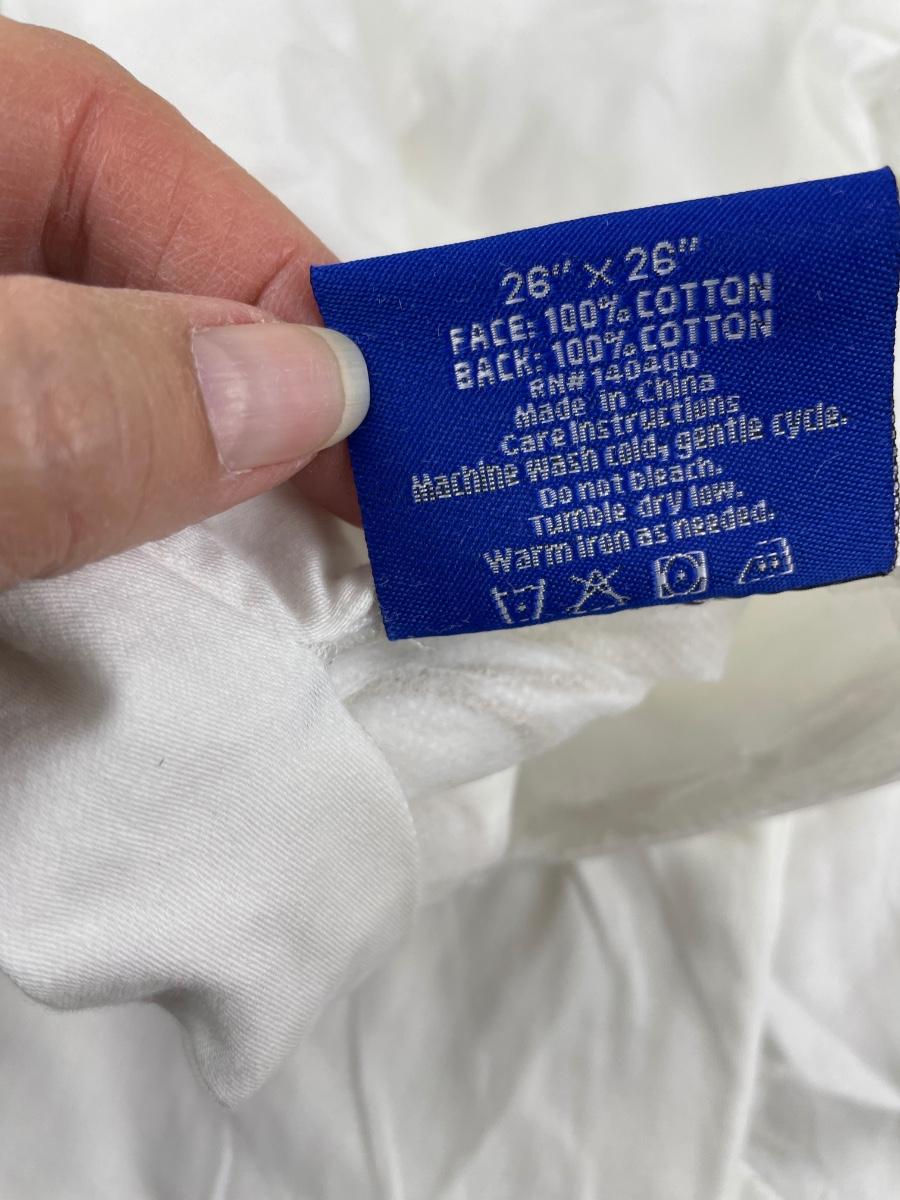 26" X 26"
FACE: 100% COTTON
BACK: 100% COTTON
RN# 140400
Made in China
Care Instructions
Machine wash cold, gentle cycle.
Do not bleach.
Tumble dry low.
Warm iron as needed.